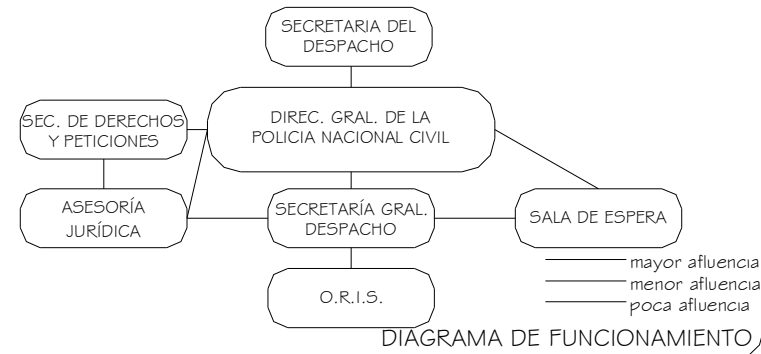 SECRETARIA DEL
DESPACHO
DIREC. GRAL. DE LA
POLICIA NACIONAL CIVIL
SEC. DE DERECHOS
Y PETICIONES
ASESORÍA
JURÍDICA
SECRETARÍA GRAL.
DESPACHO
SALA DE ESPERA
O.R.I.S.
mayor afluencia
menor afluencia
poca afluencia
DIAGRAMA DE FUNCIONAMIENTO